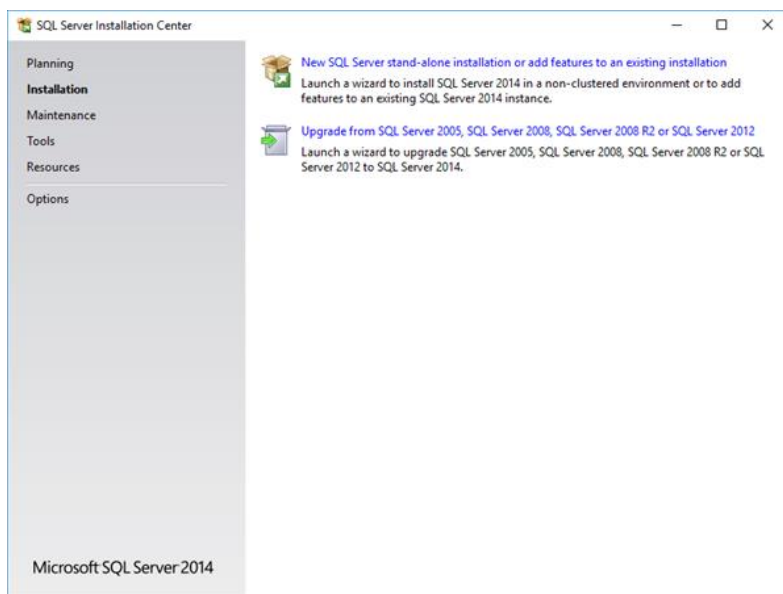 SQL Server Installation Center
Planning
Installation
Maintenance
Tools
Resources
Options
Microsoft SQL Server 2014
New SQL Server stand-alone installation or add features to an existing installation
Launch a wizard to install SQL Server 2014 in a non-clustered environment or to add
features to an existing SQL Server 2014 instance.
Upgrade from SQL Server 2005, SQL Server 2008, SQL Server 2008 R2 or SQL Server 2012
Launch a wizard to upgrade SQL Server 2005, SQL Server 2008, SQL Server 2008 R2 or SQL
Server 2012 to SQL Server 2014.